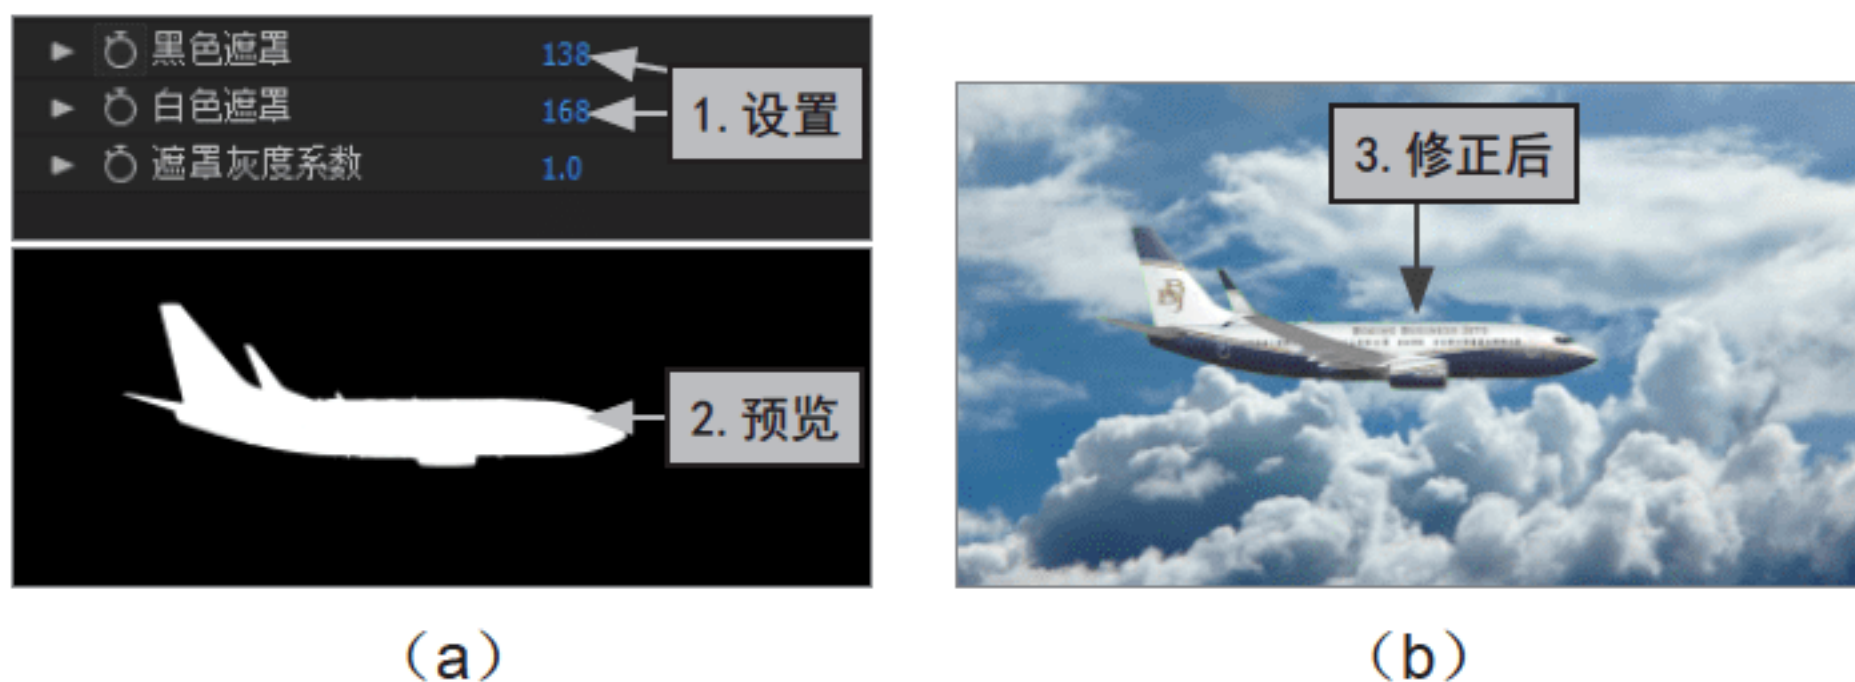 黑色遮罩 138
白色遮罩 168
遮罩灰度系数 1.0
1. 设置
2. 预览
3. 修正后
(a)
(b)